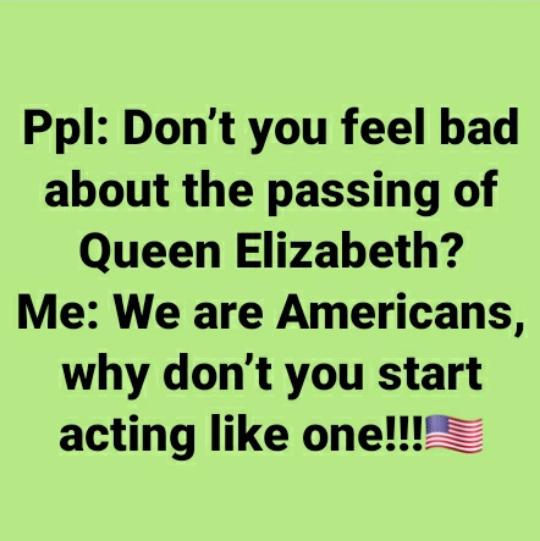 Ppl: Don’t you feel bad
about the passing of
Queen Elizabeth?
Me: We are Americans,
why don’t you start
acting like one!!!🇺🇸